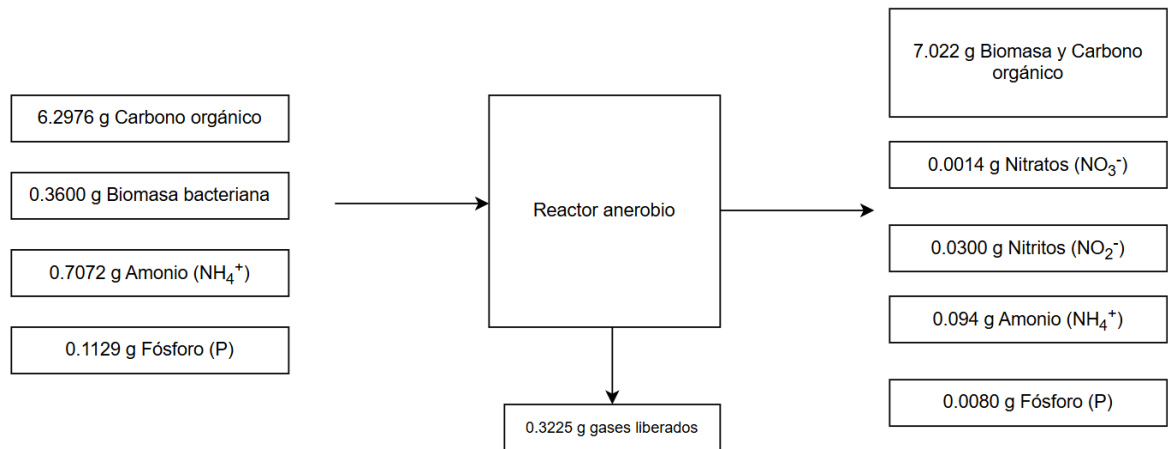 6.2976 g Carbono orgánico
0.3600 g Biomasa bacteriana
0.7072 g Amonio (NH₄⁺)
0.1129 g Fósforo (P)
Reactor anerobio
0.3225 g gases liberados
7.022 g Biomasa y Carbono
orgánico
0.0014 g Nitratos (NO₃⁻)
0.0300 g Nitritos (NO₂⁻)
0.094 g Amonio (NH₄⁺)
0.0080 g Fósforo (P)